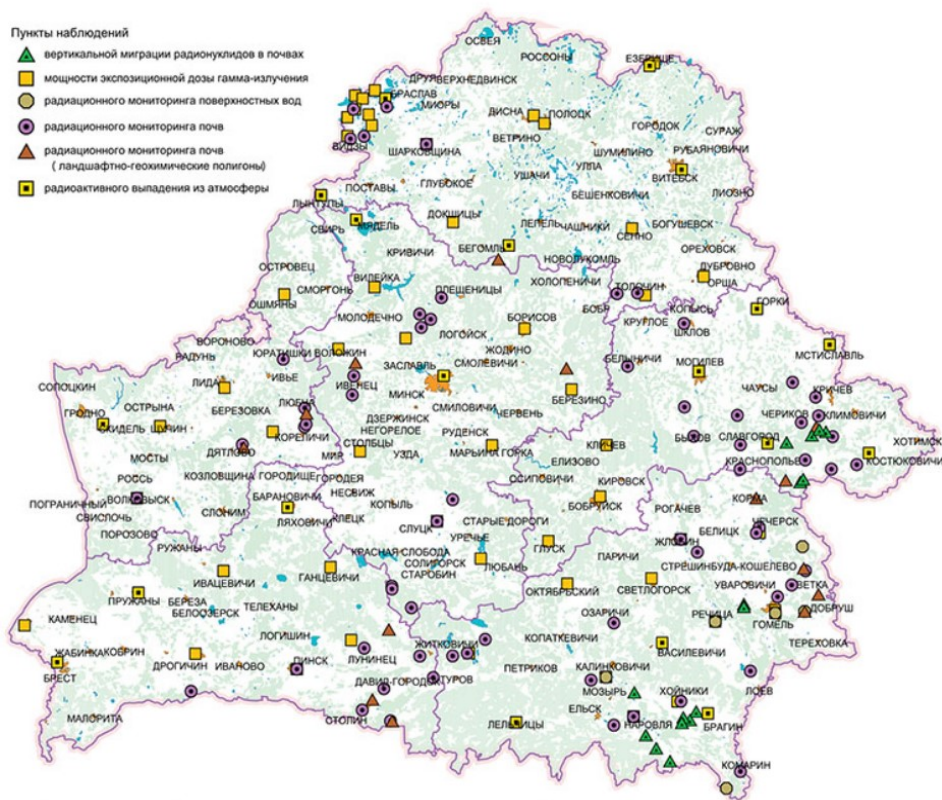 Пункты наблюдений
вертикальной миграции радионуклидов в почвах
мощности экспозиционной дозы гамма-излучения
радиационного мониторинга поверхностных вод
радиационного мониторинга почв
радиационного мониторинга почв
( ландшафтно-геохимические полигоны)
радиоактивного выпадения из атмосферы
ОСВЕЯ
РОССОНЫ
ЕЗЕРИЩЕ
ДРУЯ
ВЕРХНЕДВИНСК
БРАСЛАВ
МИОРЫ
ДИСНА
ПОЛОЦК
ГОРОДОК
СУРАЖ
ВИДЗЫ
ШАРКОВЩИНА
ВЕТРИНО
ШУМИЛИНО
РУБА
ЯНОВИЧИ
УЛЛА
УШАЧИ
ВИТЕБСК
ПОСТАВЫ
ГЛУБОКОЕ
БЕШЕНКОВИЧИ
ЛИОЗНО
ЛЫНТУПЫ
СВИРЬ
МЯДЕЛЬ
ДОКШИЦЫ
ЛЕПЕЛЬ
ЧАШНИКИ
СЕННО
БОГУШЕВСК
КРИВИЧИ
БЕГОМЛЬ
НОВОЛУКОМЛЬ
ОРЕХОВСК
ДУБРОВНО
ОСТРОВЕЦ
ВИЛЕЙКА
ХОЛОПЕНИЧИ
ОРША
СМОРГОНЬ
ПЛЕЩЕНИЦЫ
ТОЛОЧИН
ОШМЯНЫ
БОБР
КОПЫСЬ
ГОРКИ
МОЛОДЕЧНО
БОРИСОВ
КРУГЛОЕ
ШКЛОВ
ВОРОНОВО
ЛОГОЙСК
РАДУНЬ
ЮРАТИШКИ
ВОЛОЖИН
ЖОДИНО
МСТИСЛАВЛЬ
СМОЛЕВИЧИ
БЕЛЫНИЧИ
ЗАСЛАВЛЬ
МОГИЛЕВ
СОПОЦКИН
ЛИДА
ИВЬЕ
ИВЕНЕЦ
МИНСК
ЧАУСЫ
КРИЧЕВ
БЕРЕЗИНО
ГРОДНО
ОСТРЫНА
БЕРЕЗОВКА
ЛЮБЧА
СМИЛОВИЧИ
ЧЕРВЕНЬ
ЧЕРИКОВ
КЛИМОВИЧИ
ДЗЕРЖИНСК
СКИДЕЛЬ
ЩУЧИН
НЕГОРЕЛОЕ
РУДЕНСК
КОРЕЛИЧИ
СТОЛБЦЫ
БЫХОВ
СЛАВГОРОД
ХОТИМСК
ДЯТЛОВО
МИР
УЗДА
МАРЬИНА ГОРКА
КЛИЧЕВ
МОСТЫ
ЕЛИЗОВО
КРАСНОПОЛЬЕ
КОСТЮКОВИЧИ
РОССЬ
КОЗЛОВЩИНА
ГОРОДИЩЕ
ГОРОДЕЯ
ОСИПОВИЧИ
КИРОВСК
НЕСВИЖ
ПОГРАНИЧНЫЙ
ВОЛКОВЫСК
БАРАНОВИЧИ
КОПЫЛЬ
БОБРУЙСК
РОГАЧЕВ
КОРМА
СЛОНИМ
ЛЯХОВИЧИ
КЛЕЦК
СВИСЛОЧЬ
СЛУЦК
СТАРЫЕ ДОРОГИ
ЧЕЧЕРСК
ПОРОЗОВО
УРЕЧЬЕ
БЕЛИЦК
РУЖАНЫ
КРАСНАЯ СЛОБОДА
ГЛУСК
ЖЛОБИН
СОЛИГОРСК
ПАРИЧИ
СТРЕШИН
БУДА-КОШЕЛЕВО
ГАНЦЕВИЧИ
ЛЮБАНЬ
СТАРОБИН
ИВАЦЕВИЧИ
СВЕТЛОГОРСК
УВАРОВИЧИ
ВЕТКА
ПРУЖАНЫ
БЕРЕЗА
ОКТЯБРЬСКИЙ
БЕЛООЗЕРСК
ТЕЛЕХАНЫ
РЕЧИЦА
ДОБРУШ
КАМЕНЕЦ
ОЗАРИЧИ
ГОМЕЛЬ
ЛОГИШИН
КОПАТКЕВИЧИ
ТЕРЕХОВКА
ЖАБИНКА
КОБРИН
ЖИТКОВИЧИ
ВАСИЛЕВИЧИ
ДРОГИЧИН
ИВАНОВО
ПИНСК
ЛУНИНЕЦ
БРЕСТ
ПЕТРИКОВ
КАЛИНКОВИЧИ
ТУРОВ
ДАВИД-ГОРОДОК
МОЗЫРЬ
ХОЙНИКИ
ЛОЕВ
ЕЛЬСК
МАЛОРИТА
СТОЛИН
ЛЕЛЬЧИЦЫ
НАРОВЛЯ
БРАГИН
КОМАРИН